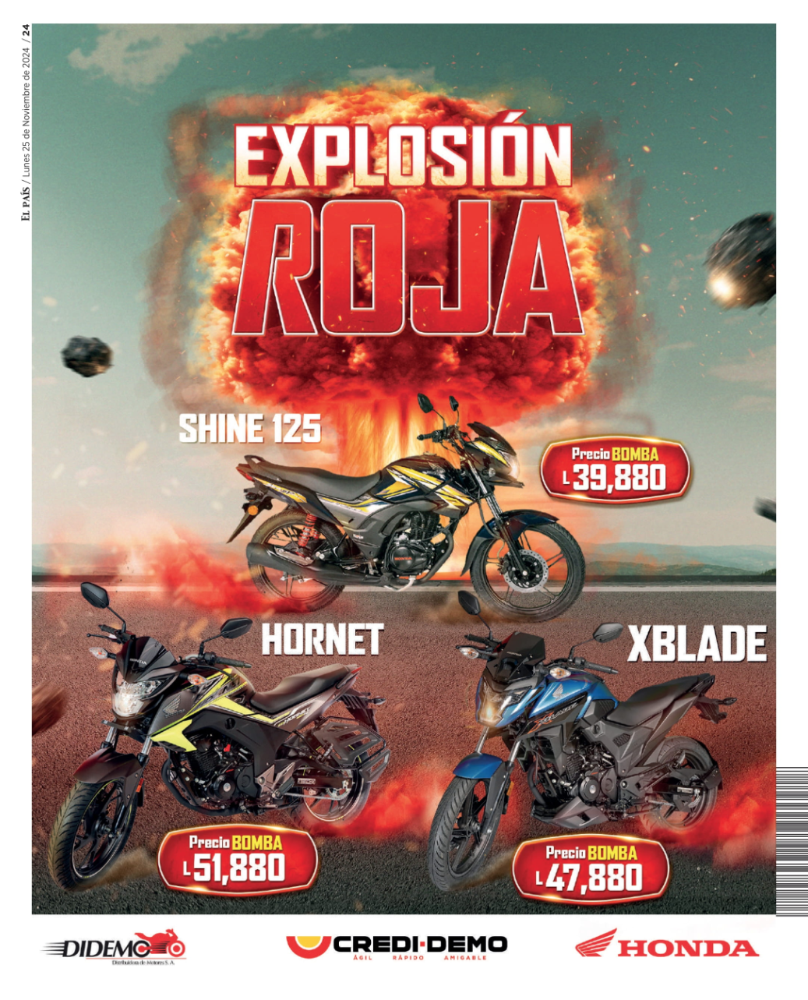 EL PAÍS / Lunes 25 de Noviembre de 2024 / 24
EXPLOSIÓN
ROJA
SHINE 125
Precio BOMBA
L 39,880
HORNET
XBLADE
Precio BOMBA
L 51,880
Precio BOMBA
L 47,880
DIDEMO
Distribuidora de Motores S. A.
CREDI·DEMO
ÁGIL RÁPIDO AMIGABLE
HONDA